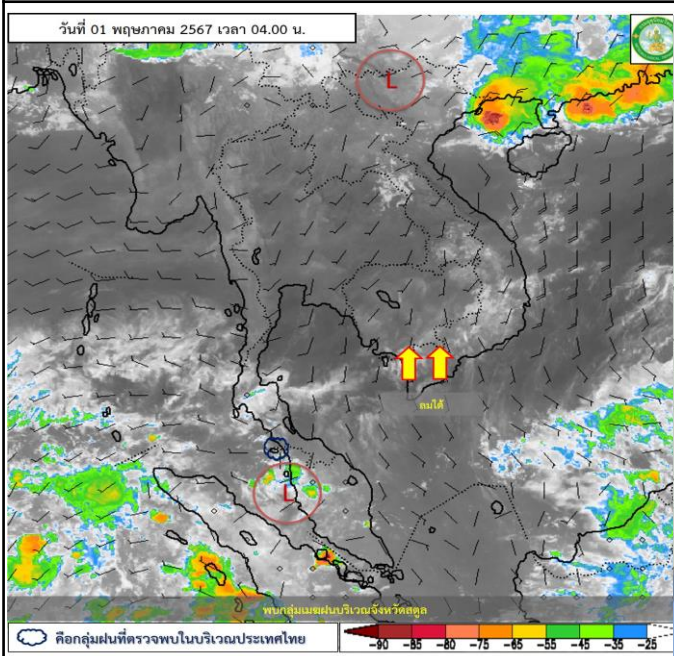 วันที่ 01 พฤษภาคม 2567 เวลา 04.00 น.
L
ลมใต้
L
พบกลุ่มเมฆฝนบริเวณจังหวัดสตูล
คือกลุ่มฝนที่ตรวจพบในบริเวณประเทศไทย
-90 -85 -80 -75 -65 -55 -45 -35 -25